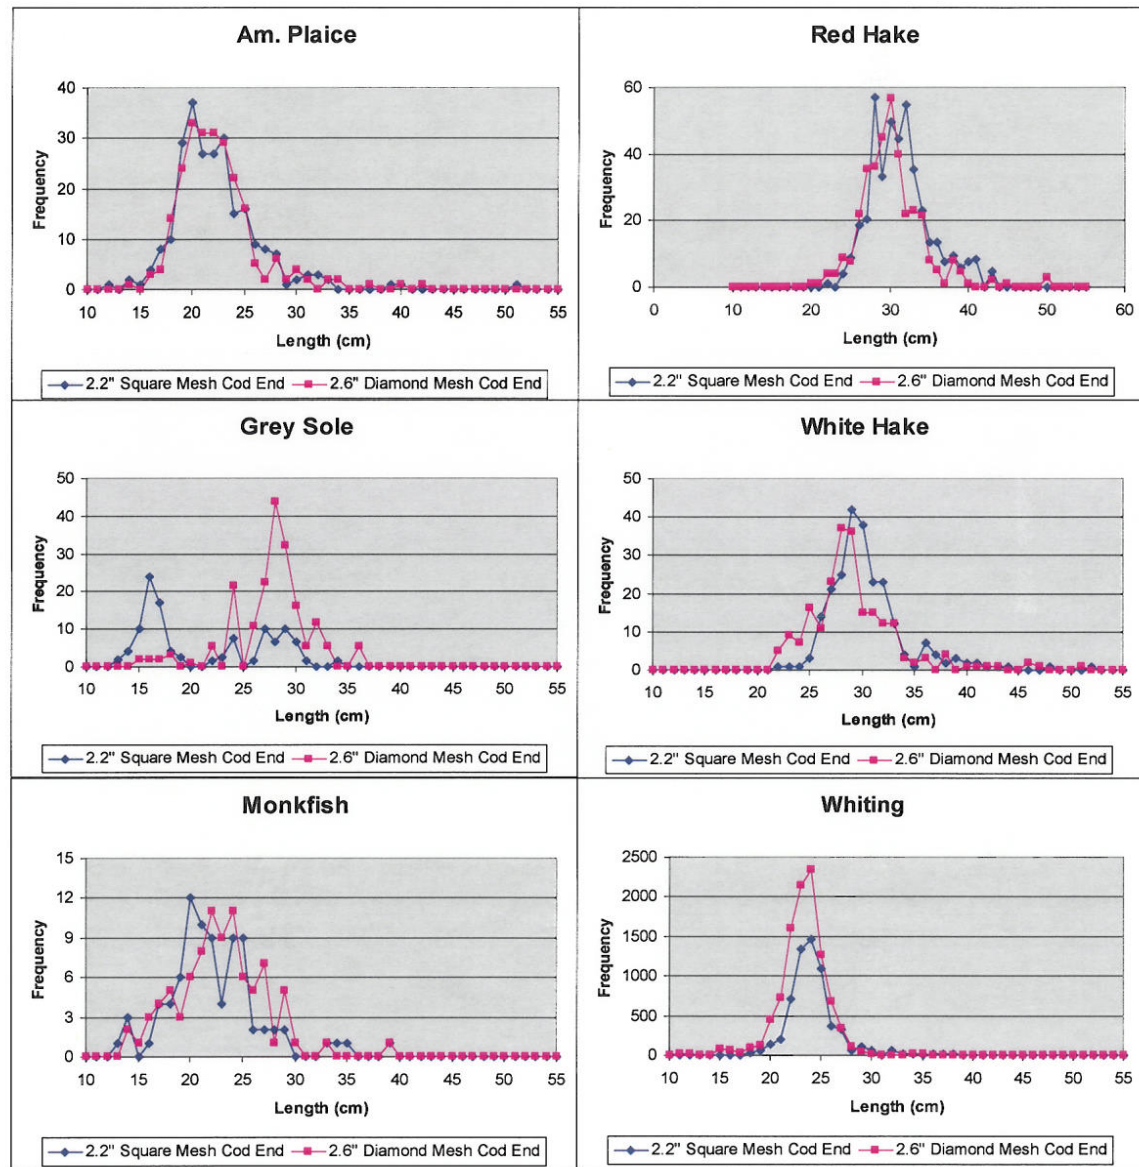 Am. Plaice
40
30
20
10
0
Frequency
10 15 20 25 30 35 40 45 50 55
Length (cm)
2.2" Square Mesh Cod End 2.6" Diamond Mesh Cod End
Red Hake
60
40
20
0
Frequency
0 10 20 30 40 50 60
Length (cm)
2.2" Square Mesh Cod End 2.6" Diamond Mesh Cod End
Grey Sole
50
40
30
20
10
0
Frequency
10 15 20 25 30 35 40 45 50 55
Length (cm)
2.2" Square Mesh Cod End 2.6" Diamond Mesh Cod End
White Hake
50
40
30
20
10
0
Frequency
10 15 20 25 30 35 40 45 50 55
Length (cm)
2.2" Square Mesh Cod End 2.6" Diamond Mesh Cod End
Monkfish
15
12
9
6
3
0
Frequency
10 15 20 25 30 35 40 45 50 55
Length (cm)
2.2" Square Mesh Cod End 2.6" Diamond Mesh Cod End
Whiting
2500
2000
1500
1000
500
0
Frequency
10 15 20 25 30 35 40 45 50 55
Length (cm)
2.2" Square Mesh Cod End 2.6" Diamond Mesh Cod End